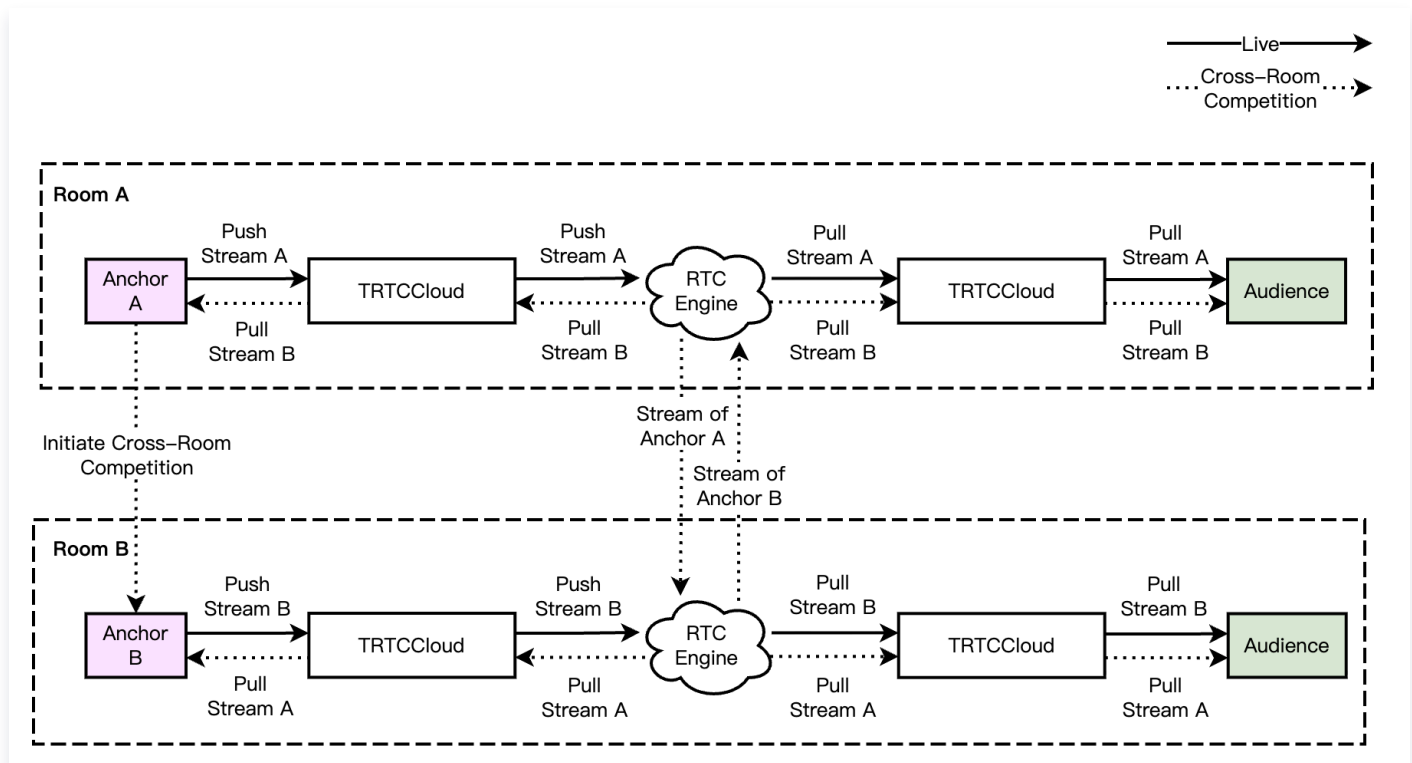 Live
Cross-Room
Competition
Room A
Push
Stream A
Push
Stream A
Pull
Stream A
Pull
Stream A
Anchor
A
TRTCCloud
RTC
Engine
TRTCCloud
Audience
Pull
Stream B
Pull
Stream B
Pull
Stream B
Pull
Stream B
Initiate Cross-Room
Competition
Stream of
Anchor A
Stream of
Anchor B
Room B
Push
Stream B
Push
Stream B
Pull
Stream B
Pull
Stream B
Anchor
B
TRTCCloud
RTC
Engine
TRTCCloud
Audience
Pull
Stream A
Pull
Stream A
Pull
Stream A
Pull
Stream A